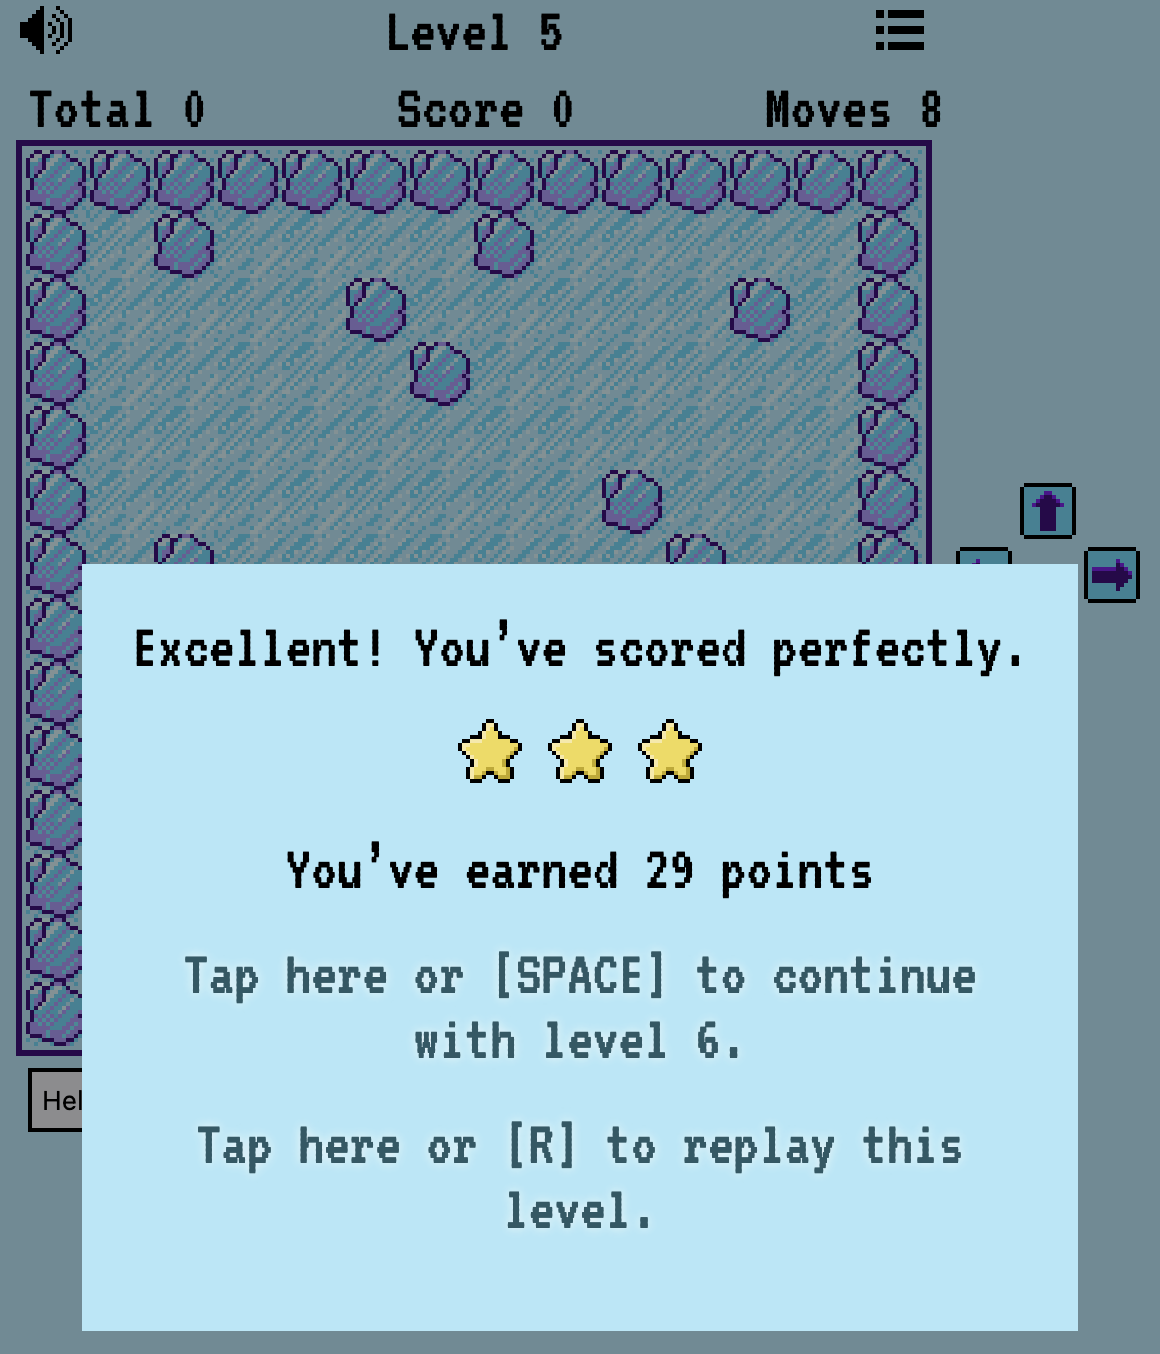 Level 5
Total 0 Score 0 Moves 8
Excellent! You've scored perfectly.
You've earned 29 points
Tap here or [SPACE] to continue
with level 6.
Tap here or [R] to replay this
level.